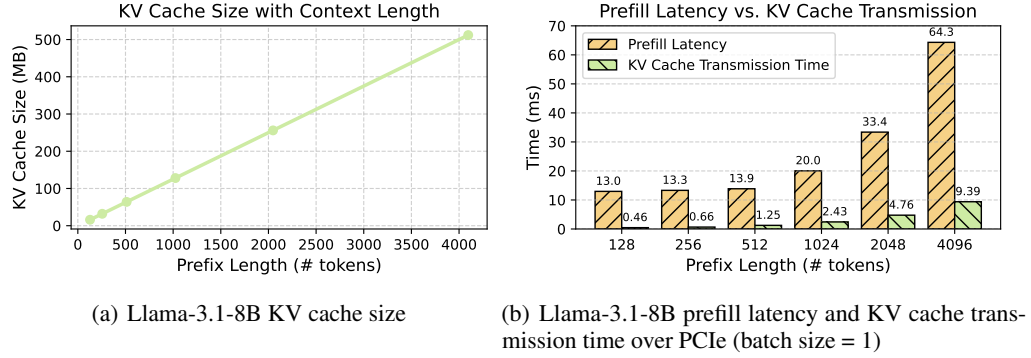 KV Cache Size with Context Length
KV Cache Size (MB)
500
400
300
200
100
0
0 500 1000 1500 2000 2500 3000 3500 4000
Prefix Length (# tokens)
(a) Llama-3.1-8B KV cache size
Prefill Latency vs. KV Cache Transmission
Time (ms)
70
60
50
40
30
20
10
0
Prefill Latency
KV Cache Transmission Time
13.0 0.46
13.3 0.66
13.9 1.25
20.0 2.43
33.4 4.76
64.3 9.39
128 256 512 1024 2048 4096
Prefix Length (# tokens)
(b) Llama-3.1-8B prefill latency and KV cache trans-
mission time over PCIe (batch size = 1)